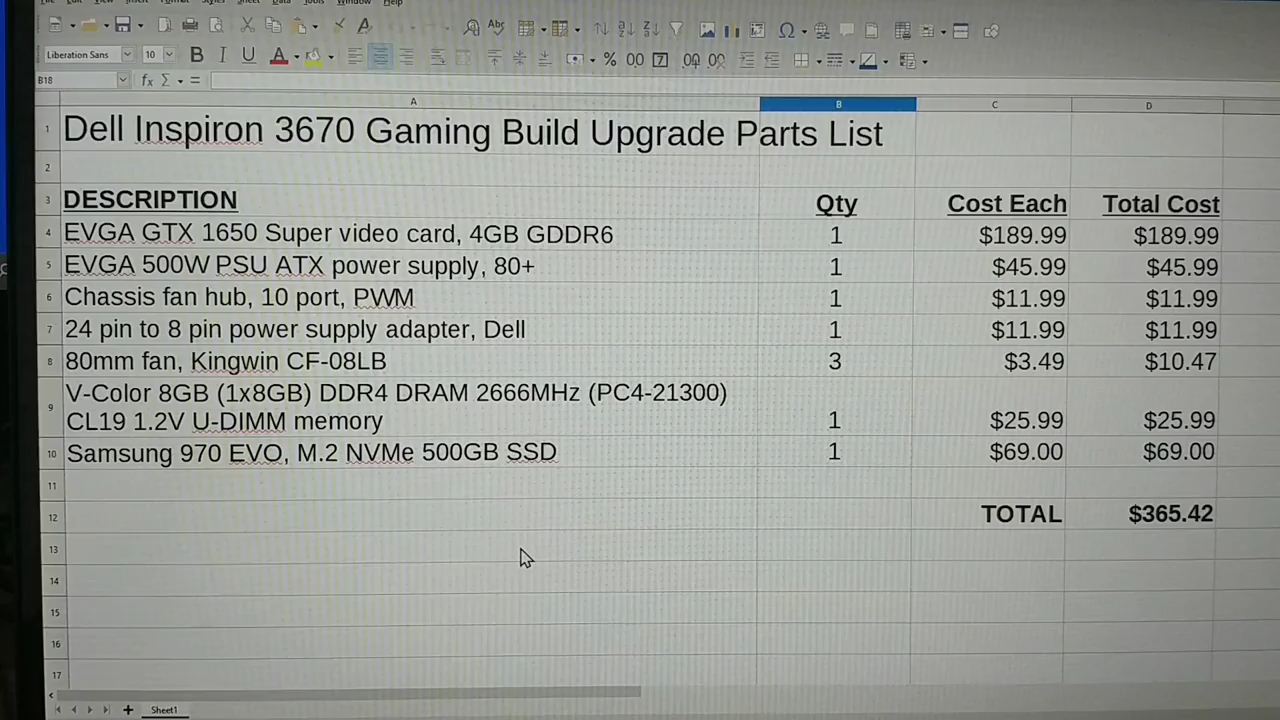 Liberation Sans 10
B18
A B C D
1 Dell Inspiron 3670 Gaming Build Upgrade Parts List
2
3 DESCRIPTION Qty Cost Each Total Cost
4 EVGA GTX 1650 Super video card, 4GB GDDR6 1 $189.99 $189.99
5 EVGA 500W PSU ATX power supply, 80+ 1 $45.99 $45.99
6 Chassis fan hub, 10 port, PWM 1 $11.99 $11.99
7 24 pin to 8 pin power supply adapter, Dell 1 $11.99 $11.99
8 80mm fan, Kingwin CF-08LB 3 $3.49 $10.47
V-Color 8GB (1x8GB) DDR4 DRAM 2666MHz (PC4-21300)
9 CL19 1.2V U-DIMM memory 1 $25.99 $25.99
10 Samsung 970 EVO, M.2 NVMe 500GB SSD 1 $69.00 $69.00
11
12 TOTAL $365.42
13
14
15
16
17
Sheet1